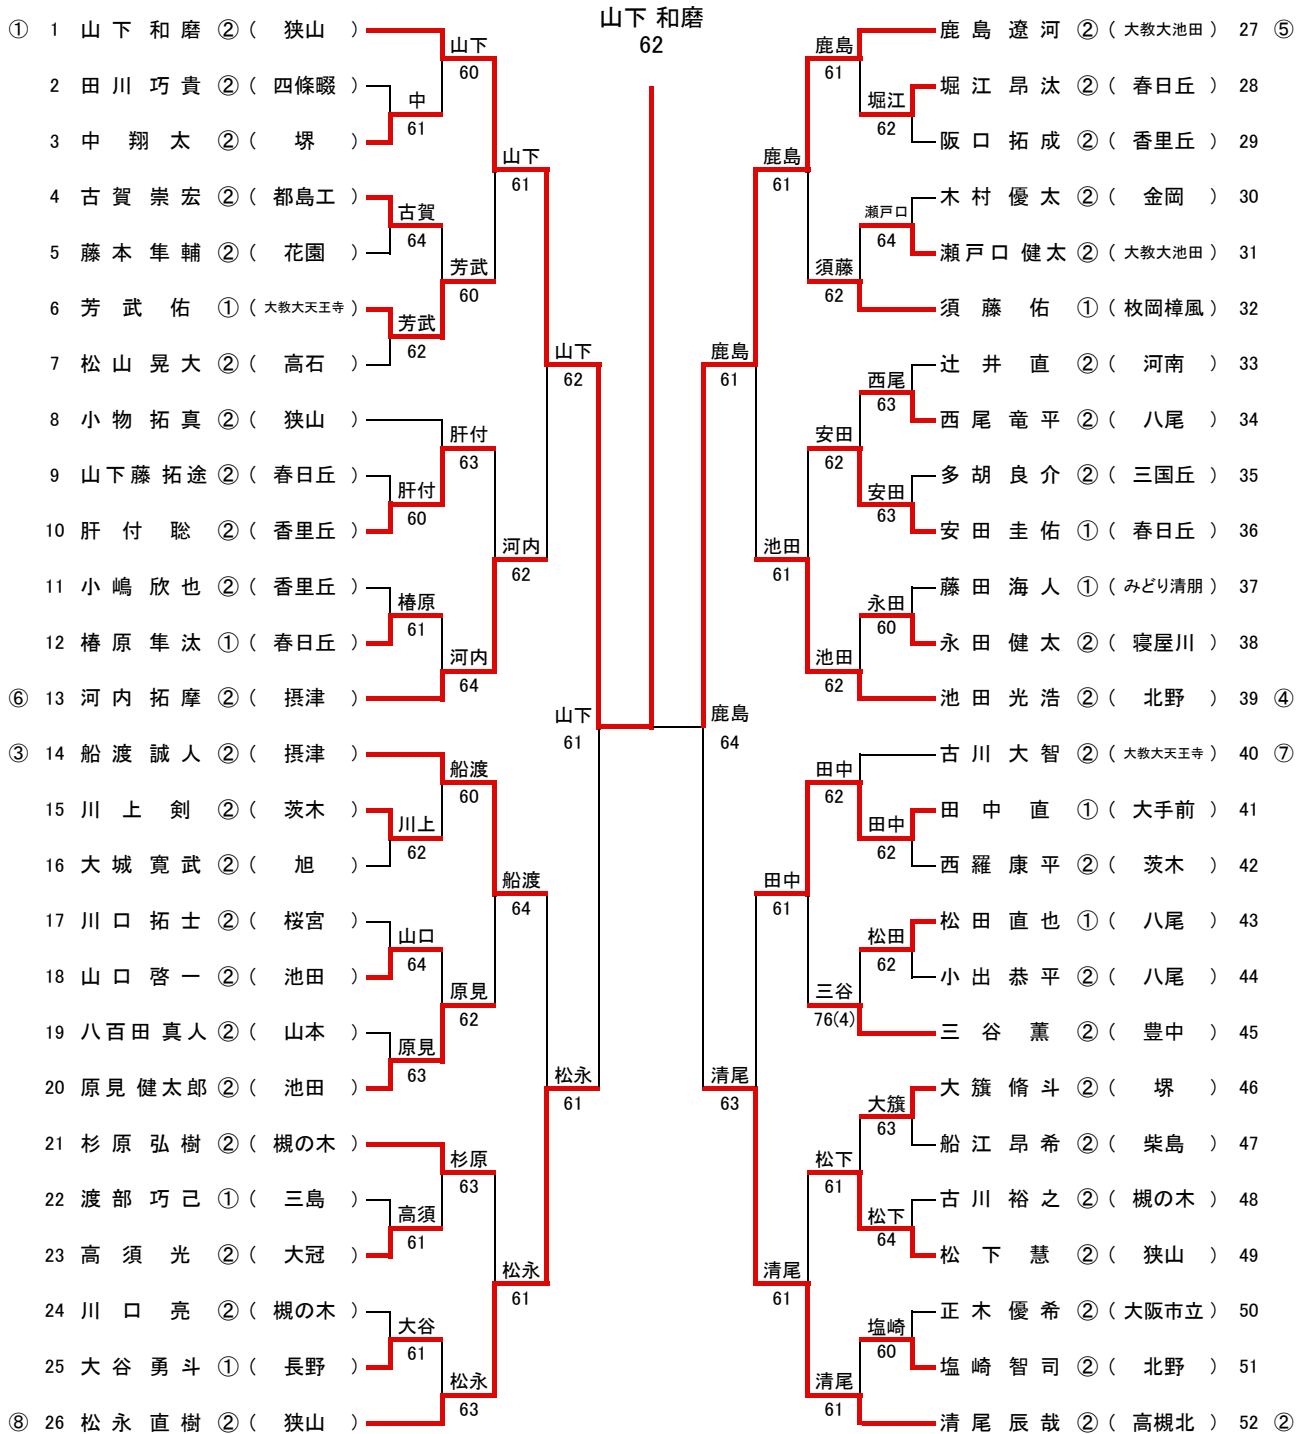 山下 和磨
62
① 1 山下和磨 ② ( 狭山 )
2 田川巧貴 ② ( 四條畷 )
3 中翔太 ② ( 堺 )
4 古賀崇宏 ② ( 都島工 )
5 藤本隼輔 ② ( 花園 )
6 芳武佑 ① ( 大教大天王寺 )
7 松山晃大 ② ( 高石 )
8 小物拓真 ② ( 狭山 )
9 山下藤拓途 ② ( 春日丘 )
10 肝付聡 ② ( 香里丘 )
11 小嶋欣也 ② ( 香里丘 )
12 椿原隼汰 ① ( 春日丘 )
⑥ 13 河内拓摩 ② ( 摂津 )
③ 14 船渡誠人 ② ( 摂津 )
15 川上剣 ② ( 茨木 )
16 大城寛武 ② ( 旭 )
17 川口拓士 ② ( 桜宮 )
18 山口啓一 ② ( 池田 )
19 八百田真人 ② ( 山本 )
20 原見健太郎 ② ( 池田 )
21 杉原弘樹 ② ( 槻の木 )
22 渡部巧己 ① ( 三島 )
23 高須光 ② ( 大冠 )
24 川口亮 ② ( 槻の木 )
25 大谷勇斗 ① ( 長野 )
⑧ 26 松永直樹 ② ( 狭山 )
中
61
古賀
64
芳武
62
肝付
60
椿原
61
川上
62
山口
64
原見
63
高須
61
大谷
61
山下
60
芳武
60
肝付
63
河内
64
船渡
60
原見
62
杉原
63
松永
63
山下
61
河内
62
船渡
64
松永
61
山下
62
松永
61
山下
61
鹿島
64
鹿島
61
清尾
63
鹿島
61
池田
61
田中
61
清尾
61
鹿島
61
須藤
62
安田
62
池田
62
田中
62
三谷
76(4)
松下
61
清尾
61
堀江
62
瀬戸口
64
西尾
63
安田
63
永田
60
田中
62
松田
62
大籏
63
松下
64
塩崎
60
鹿島遼河 ② ( 大教大池田 ) 27 ⑤
堀江昂汰 ② ( 春日丘 ) 28
阪口拓成 ② ( 香里丘 ) 29
木村優太 ② ( 金岡 ) 30
瀬戸口健太 ② ( 大教大池田 ) 31
須藤佑 ① ( 枚岡樟風 ) 32
辻井直 ② ( 河南 ) 33
西尾竜平 ② ( 八尾 ) 34
多胡良介 ② ( 三国丘 ) 35
安田圭佑 ① ( 春日丘 ) 36
藤田海人 ① ( みどり清朋 ) 37
永田健太 ② ( 寝屋川 ) 38
池田光浩 ② ( 北野 ) 39 ④
古川大智 ② ( 大教大天王寺 ) 40 ⑦
田中直 ① ( 大手前 ) 41
西羅康平 ② ( 茨木 ) 42
松田直也 ① ( 八尾 ) 43
小出恭平 ② ( 八尾 ) 44
三谷薫 ② ( 豊中 ) 45
大籏脩斗 ② ( 堺 ) 46
船江昂希 ② ( 柴島 ) 47
古川裕之 ② ( 槻の木 ) 48
松下慧 ② ( 狭山 ) 49
正木優希 ② ( 大阪市立 ) 50
塩崎智司 ② ( 北野 ) 51
清尾辰哉 ② ( 高槻北 ) 52 ②